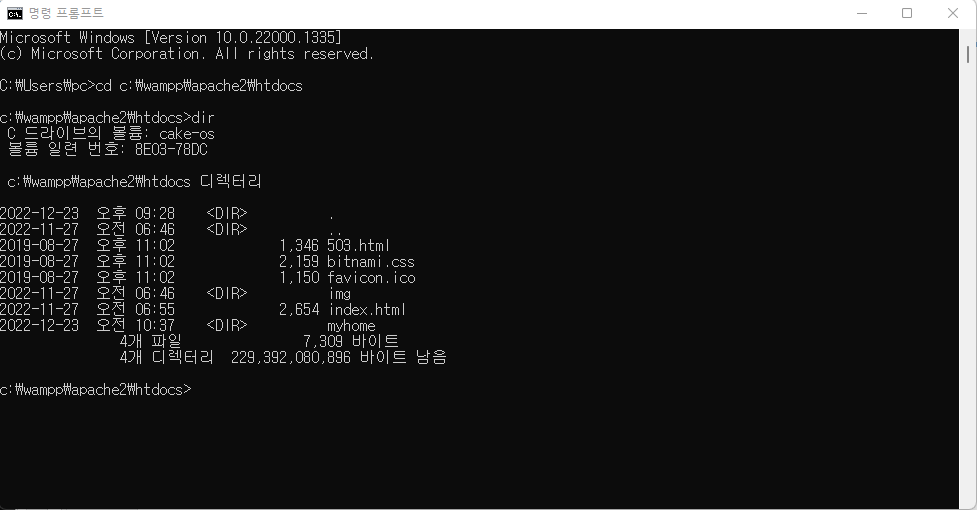 명령 프롬프트
Microsoft Windows [Version 10.0.22000.1335]
(c) Microsoft Corporation. All rights reserved.
C:₩Users₩pc>cd c:₩wampp₩apache2₩htdocs
c:₩wampp₩apache2₩htdocs>dir
C 드라이브의 볼륨: cake-os
볼륨 일련 번호: 8E03-78DC
c:₩wampp₩apache2₩htdocs 디렉터리
2022-12-23 오후 09:28 <DIR> .
2022-11-27 오전 06:46 <DIR> ..
2019-08-27 오후 11:02 1,346 503.html
2019-08-27 오후 11:02 2,159 bitnami.css
2019-08-27 오후 11:02 1,150 favicon.ico
2022-11-27 오전 06:46 <DIR> img
2022-11-27 오전 06:55 2,654 index.html
2022-12-23 오전 10:37 <DIR> myhome
4개 파일 7,309 바이트
4개 디렉터리 229,392,080,896 바이트 남음
c:₩wampp₩apache2₩htdocs>